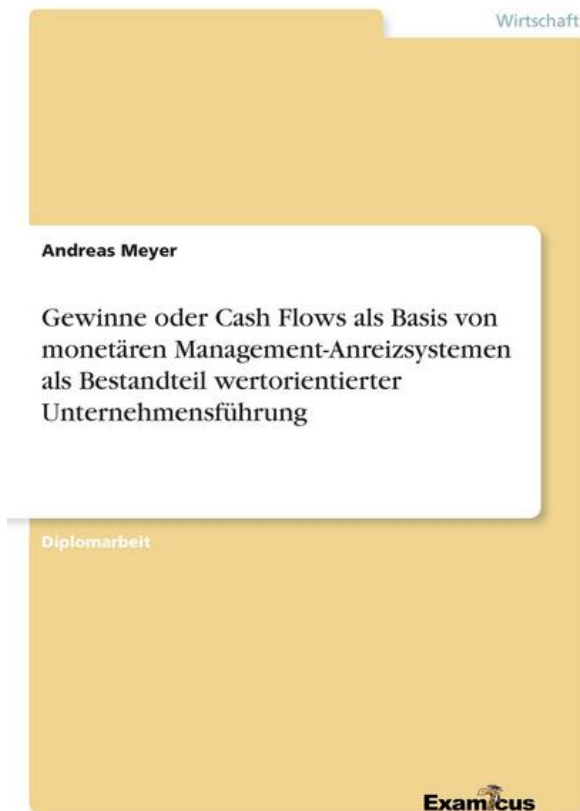 Wirtschaft
Andreas Meyer
Gewinne oder Cash Flows als Basis von
monetären Management-Anreizsystemen
als Bestandteil wertorientierter
Unternehmensführung
Diplomarbeit
Examicus